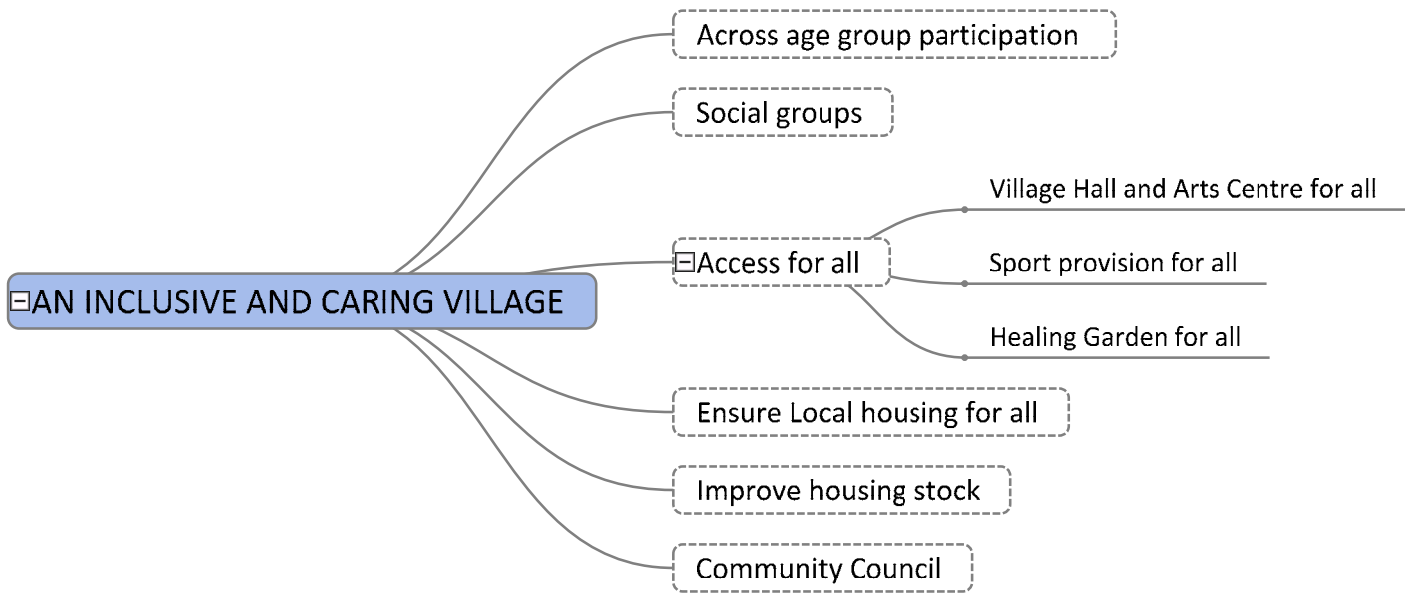 Across age group participation
Social groups
Village Hall and Arts Centre for all
Access for all
Sport provision for all
AN INCLUSIVE AND CARING VILLAGE
Healing Garden for all
Ensure Local housing for all
Improve housing stock
Community Council